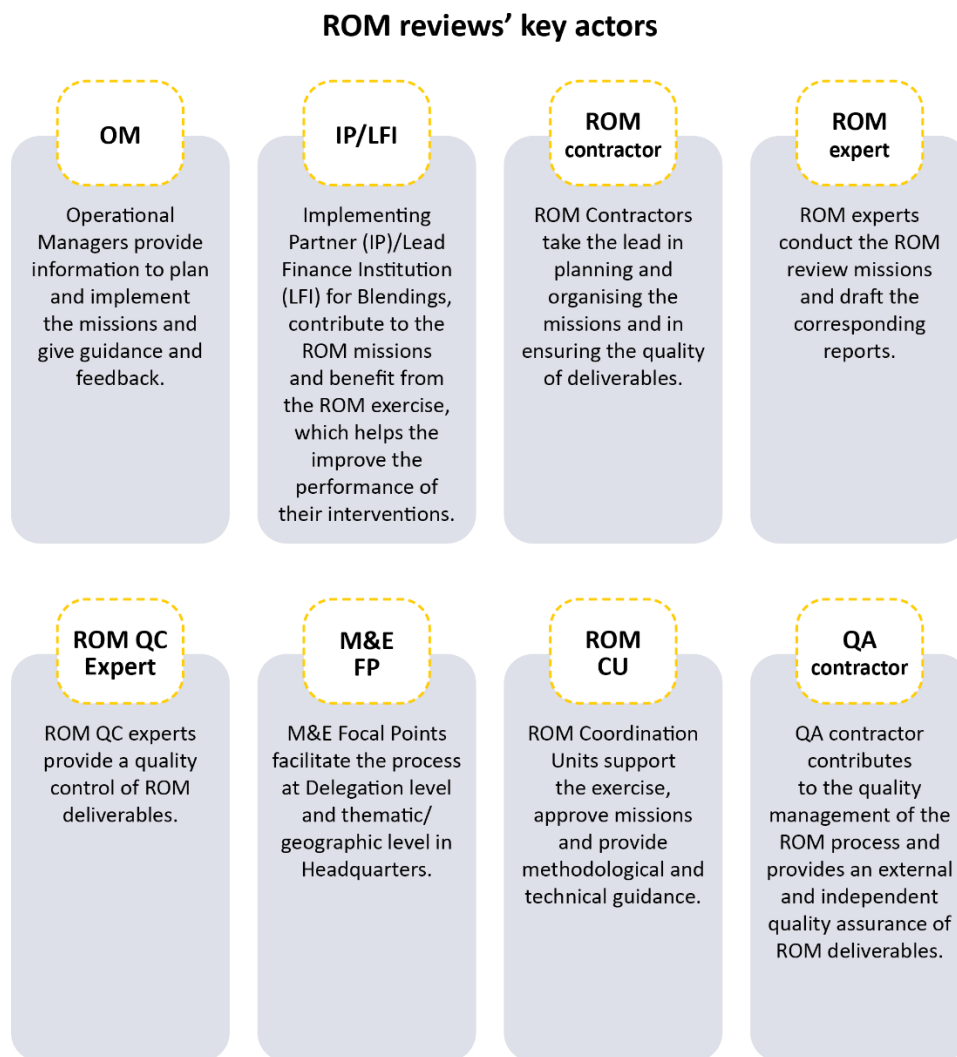 ROM reviews’ key actors
OM
Operational
Managers provide
information to plan
and implement
the missions and
give guidance and
feedback.
IP/LFI
Implementing
Partner (IP)/Lead
Finance Institution
(LFI) for Blendings,
contribute to the
ROM missions
and benefit from
the ROM exercise,
which helps the
improve the
performance of
their interventions.
ROM
contractor
ROM Contractors
take the lead in
planning and
organising the
missions and in
ensuring the quality
of deliverables.
ROM
expert
ROM experts
conduct the ROM
review missions
and draft the
corresponding
reports.
ROM QC
Expert
ROM QC experts
provide a quality
control of ROM
deliverables.
M&E
FP
M&E Focal Points
facilitate the process
at Delegation level
and thematic/
geographic level in
Headquarters.
ROM
CU
ROM Coordination
Units support
the exercise,
approve missions
and provide
methodological and
technical guidance.
QA
contractor
QA contractor
contributes
to the quality
management of the
ROM process and
provides an external
and independent
quality assurance of
ROM deliverables.